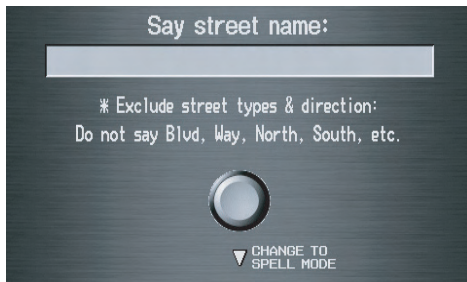 Say street name:
* Exclude street types & direction:
Do not say Blvd, Way, North, South, etc.
CHANGE TO
SPELL MODE